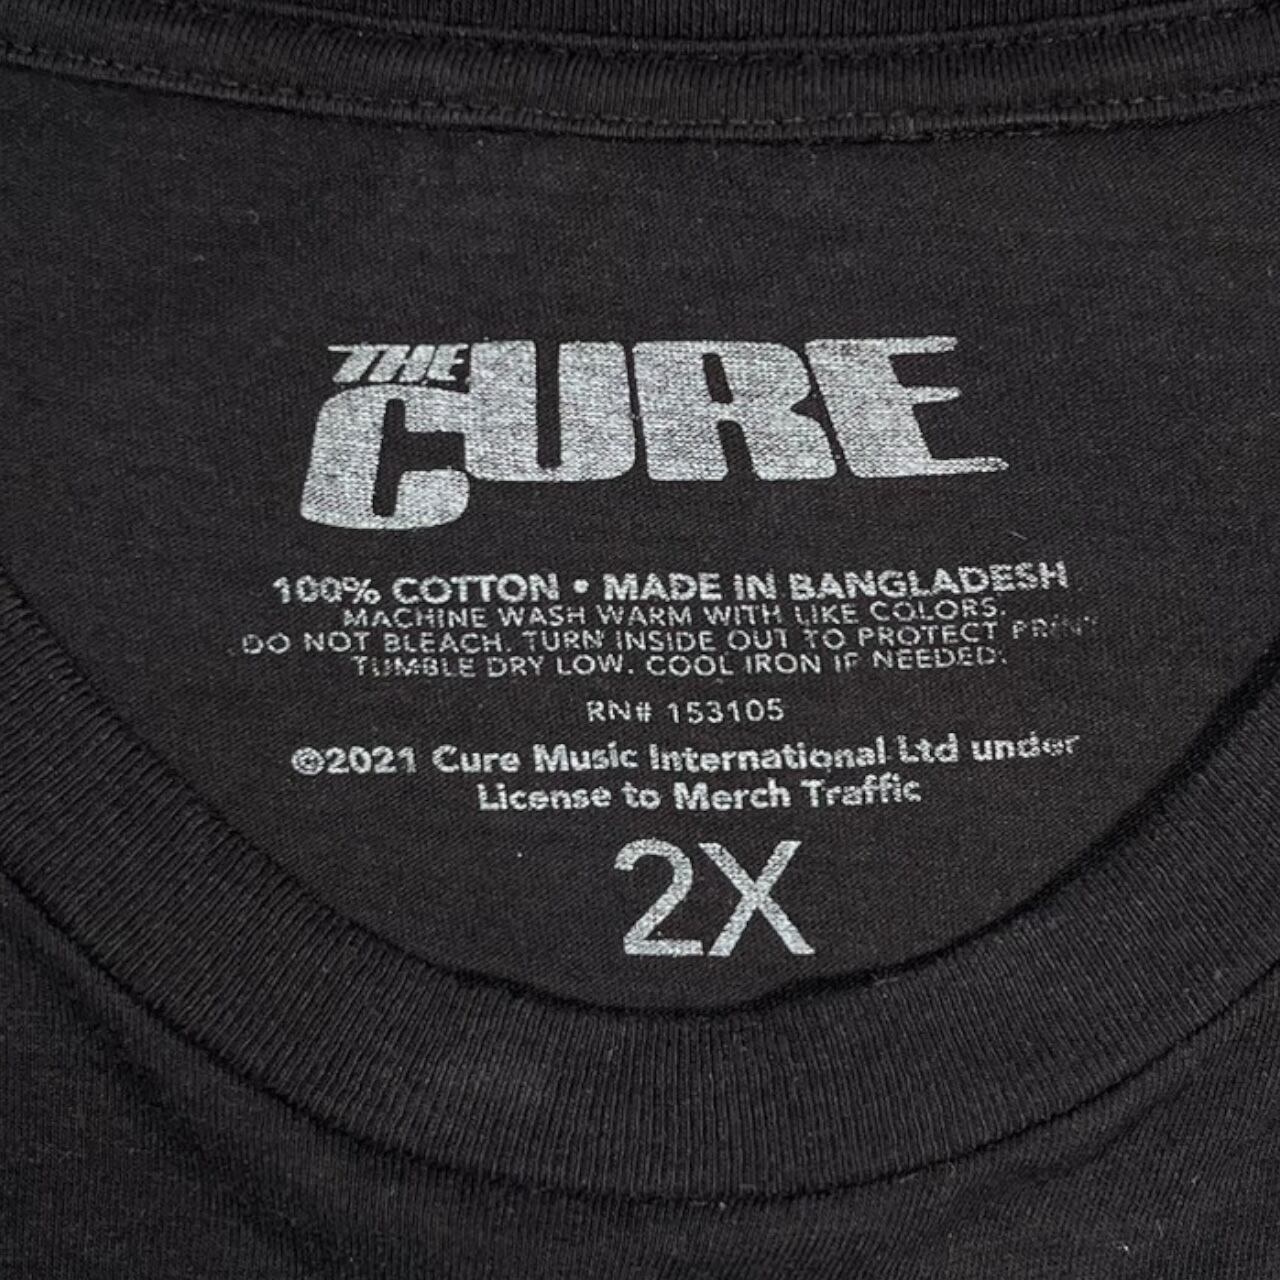 THE CURE
100% COTTON • MADE IN BANGLADESH
MACHINE WASH WARM WITH LIKE COLORS.
DO NOT BLEACH. TURN INSIDE OUT TO PROTECT PRINT
TUMBLE DRY LOW. COOL IRON IF NEEDED.
RN# 153105
©2021 Cure Music International Ltd under
License to Merch Traffic
2X